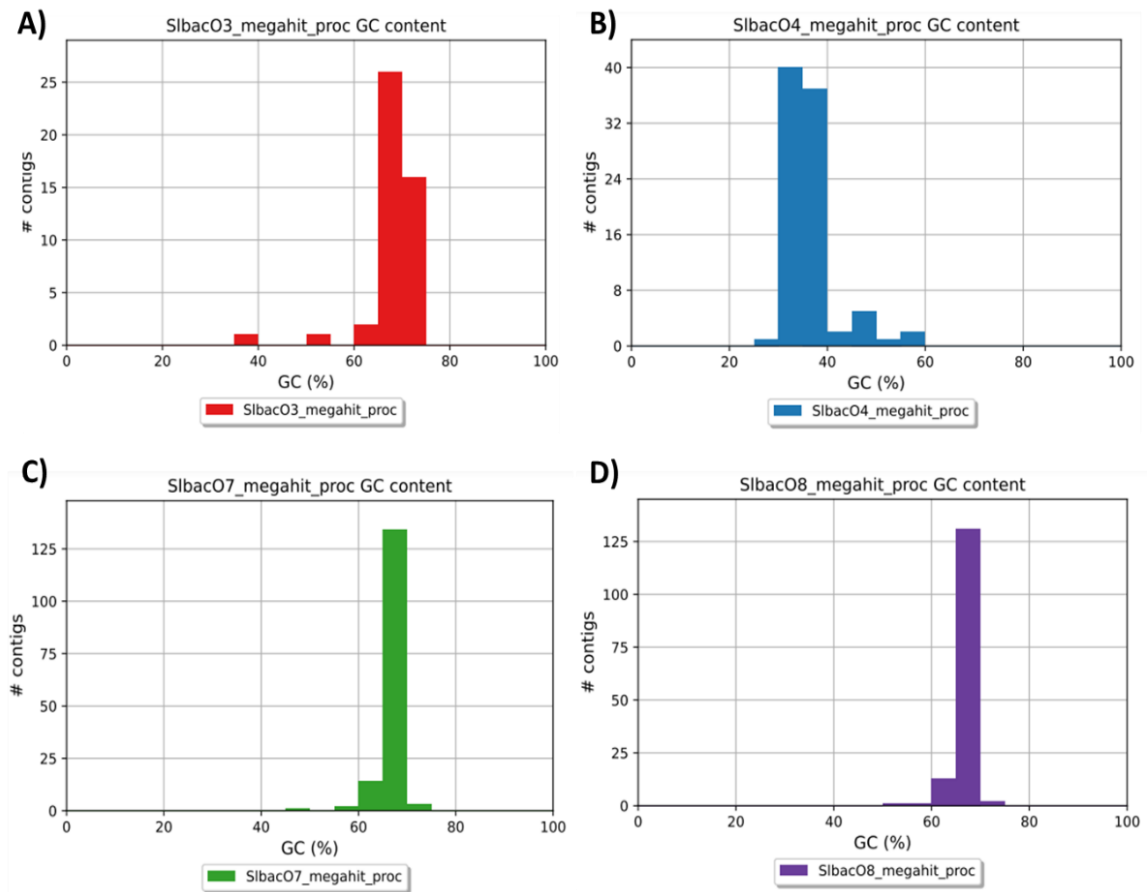 A)
SlbacO3_megahit_proc GC content
25
20
15
10
5
0
# contigs
0 20 40 60 80 100
GC (%)
SlbacO3_megahit_proc
B)
SlbacO4_megahit_proc GC content
40
32
24
16
8
0
# contigs
0 20 40 60 80 100
GC (%)
SlbacO4_megahit_proc
C)
SlbacO7_megahit_proc GC content
125
100
75
50
25
0
# contigs
0 20 40 60 80 100
GC (%)
SlbacO7_megahit_proc
D)
SlbacO8_megahit_proc GC content
125
100
75
50
25
0
# contigs
0 20 40 60 80 100
GC (%)
SlbacO8_megahit_proc